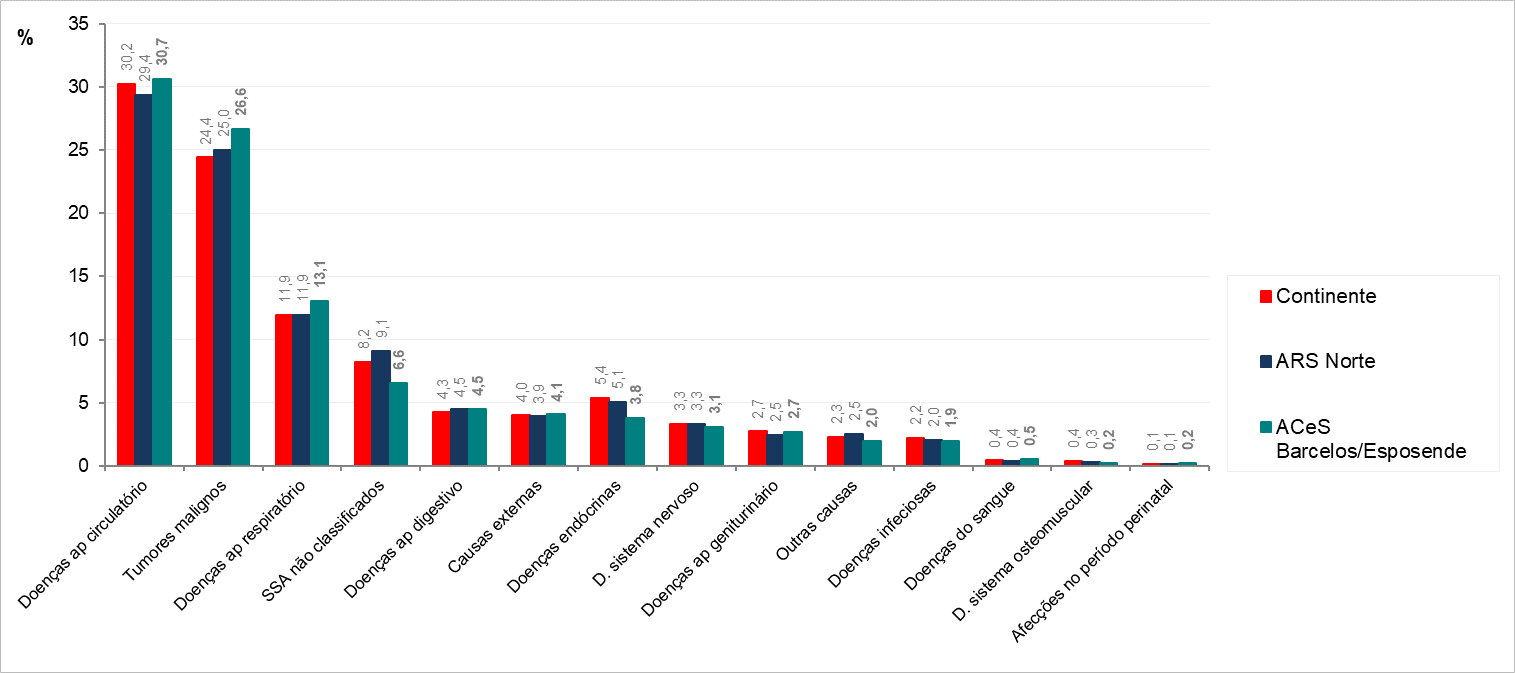 %
35
30
25
20
15
10
5
0
30,2
29,4
30,7
24,4
25,0
26,6
11,9
11,9
13,1
8,2
9,1
6,6
4,3
4,5
4,5
4,0
3,9
4,1
5,4
5,1
3,8
3,3
3,3
3,1
2,7
2,5
2,7
2,3
2,5
2,0
2,2
2,0
1,9
0,4
0,4
0,5
0,4
0,3
0,2
0,1
0,1
0,2
Doenças ap circulatório
Tumores malignos
Doenças ap respiratório
SSA não classificados
Doenças ap digestivo
Causas externas
Doenças endócrinas
D. sistema nervoso
Doenças ap geniturinário
Outras causas
Doenças infeciosas
Doenças do sangue
D. sistema osteomuscular
Afecções no período perinatal
Continente
ARS Norte
ACeS
Barcelos/Esposende